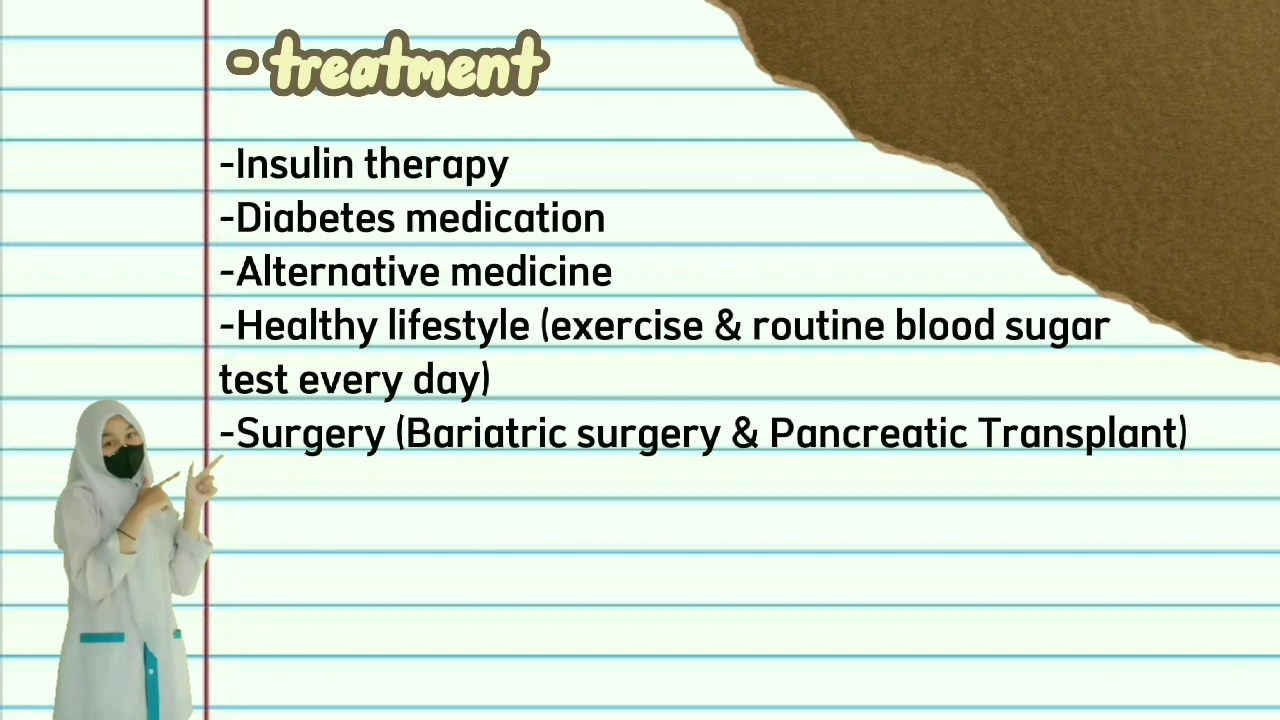 - treatment
-Insulin therapy
-Diabetes medication
-Alternative medicine
-Healthy lifestyle (exercise & routine blood sugar
test every day)
-Surgery (Bariatric surgery & Pancreatic Transplant)